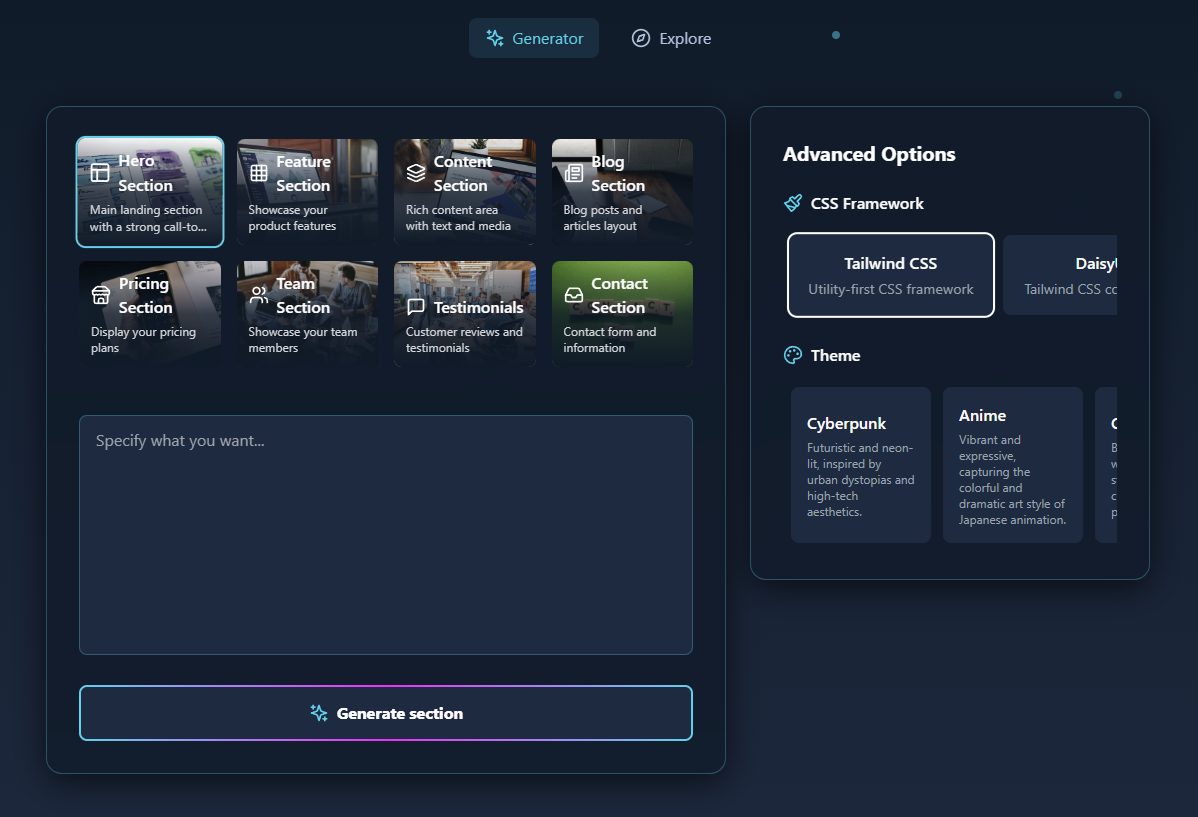 Generator
Explore
Hero
Section
Main landing section
with a strong call-to...
Feature
Section
Showcase your
product features
Content
Section
Rich content area
with text and media
Blog
Section
Blog posts and
articles layout
Pricing
Section
Display your pricing
plans
Team
Section
Showcase your team
members
Testimonials
Customer reviews and
testimonials
Contact
Section
Contact form and
information
Specify what you want...
Generate section
Advanced Options
CSS Framework
Tailwind CSS
Utility-first CSS framework
Tailwind CSS
Theme
Cyberpunk
Futuristic and neon-
lit, inspired by
urban dystopias and
high-tech
aesthetics.
Anime
Vibrant and
expressive,
capturing the
colorful and
dramatic art style of
Japanese animation.